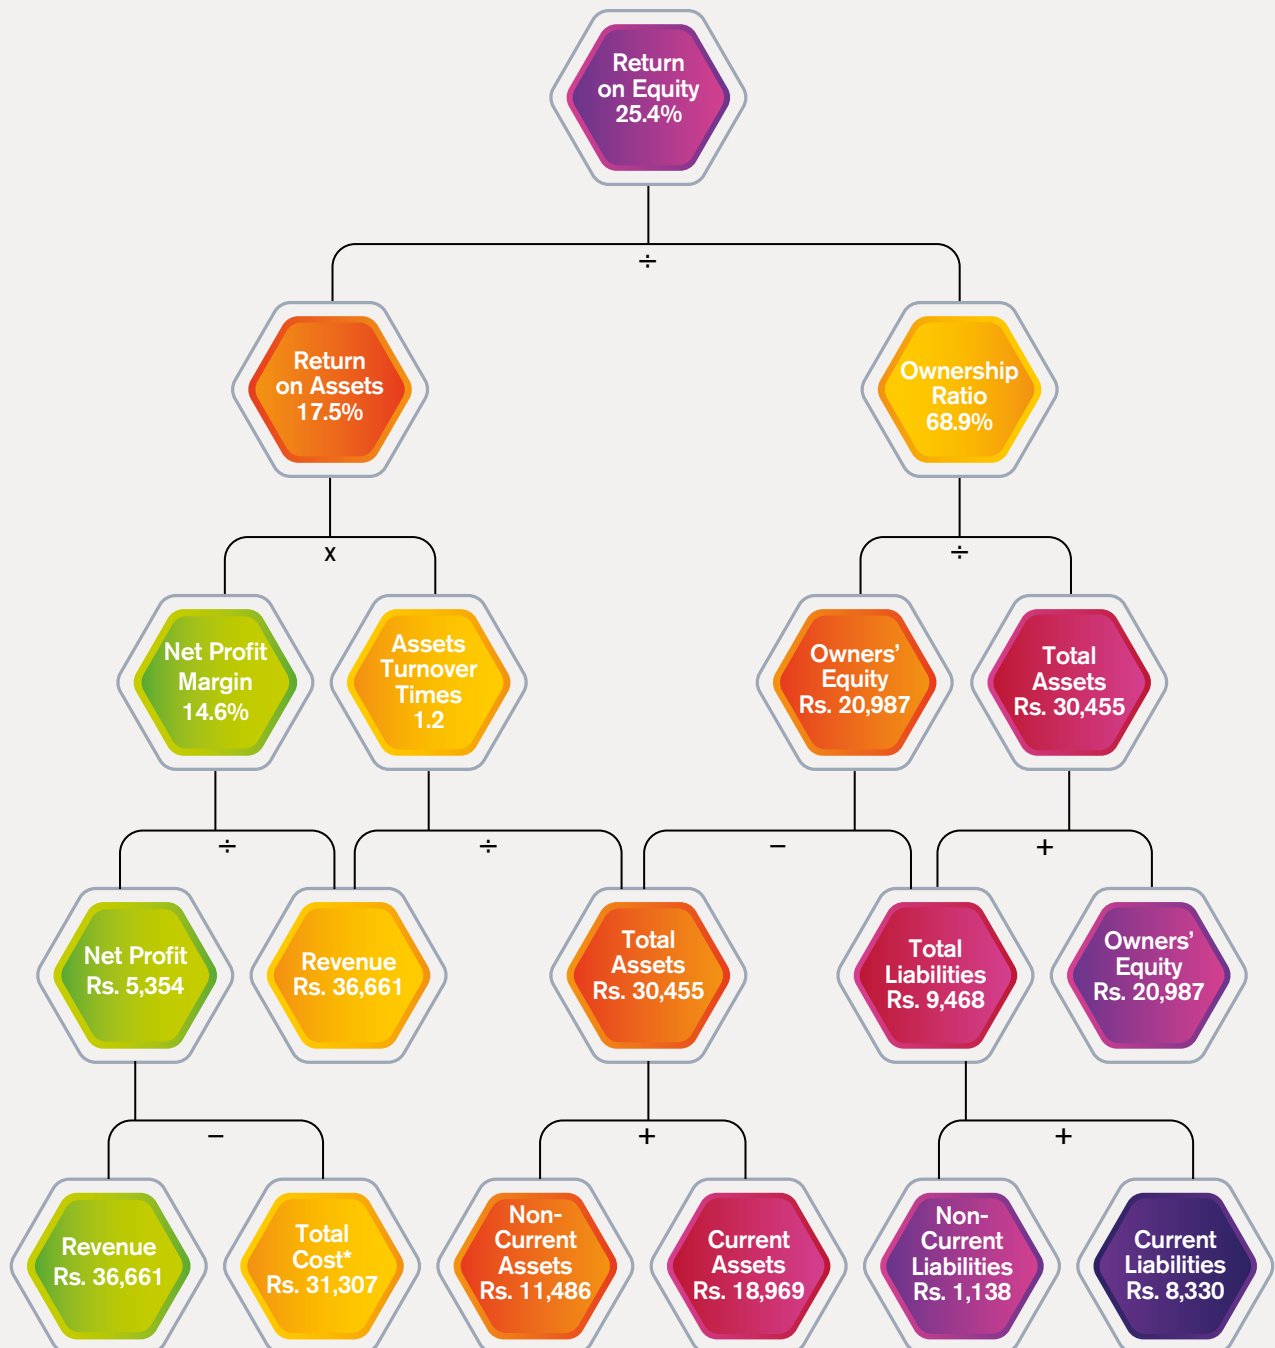 Return
on Equity
25.4%
÷
Return
on Assets
17.5%
Ownership
Ratio
68.9%
x
÷
Net Profit
Margin
14.6%
Assets
Turnover
Times
1.2
Owners’
Equity
Rs. 20,987
Total
Assets
Rs. 30,455
÷
÷
−
+
Net Profit
Rs. 5,354
Revenue
Rs. 36,661
Total
Assets
Rs. 30,455
Total
Liabilities
Rs. 9,468
Owners’
Equity
Rs. 20,987
−
+
+
Revenue
Rs. 36,661
Total
Cost*
Rs. 31,307
Non-
Current
Assets
Rs. 11,486
Current
Assets
Rs. 18,969
Non-
Current
Liabilities
Rs. 1,138
Current
Liabilities
Rs. 8,330